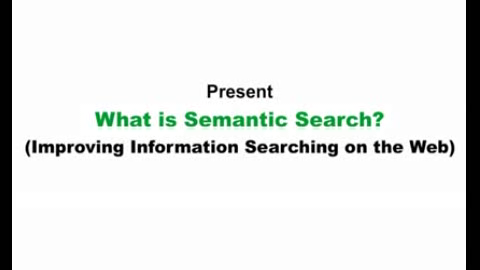 Present
What is Semantic Search?
(Improving Information Searching on the Web)